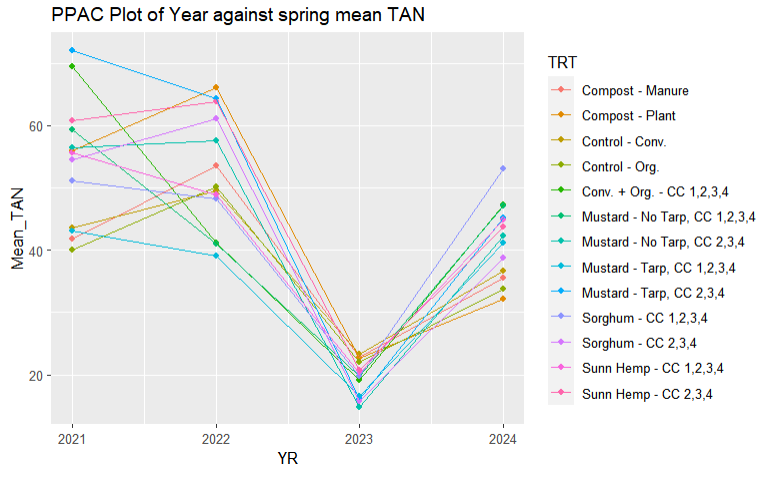 PPAC Plot of Year against spring mean TAN
Mean_TAN
60
40
20
2021
2022
2023
2024
YR
TRT
Compost - Manure
Compost - Plant
Control - Conv.
Control - Org.
Conv. + Org. - CC 1,2,3,4
Mustard - No Tarp, CC 1,2,3,4
Mustard - No Tarp, CC 2,3,4
Mustard - Tarp, CC 1,2,3,4
Mustard - Tarp, CC 2,3,4
Sorghum - CC 1,2,3,4
Sorghum - CC 2,3,4
Sunn Hemp - CC 1,2,3,4
Sunn Hemp - CC 2,3,4